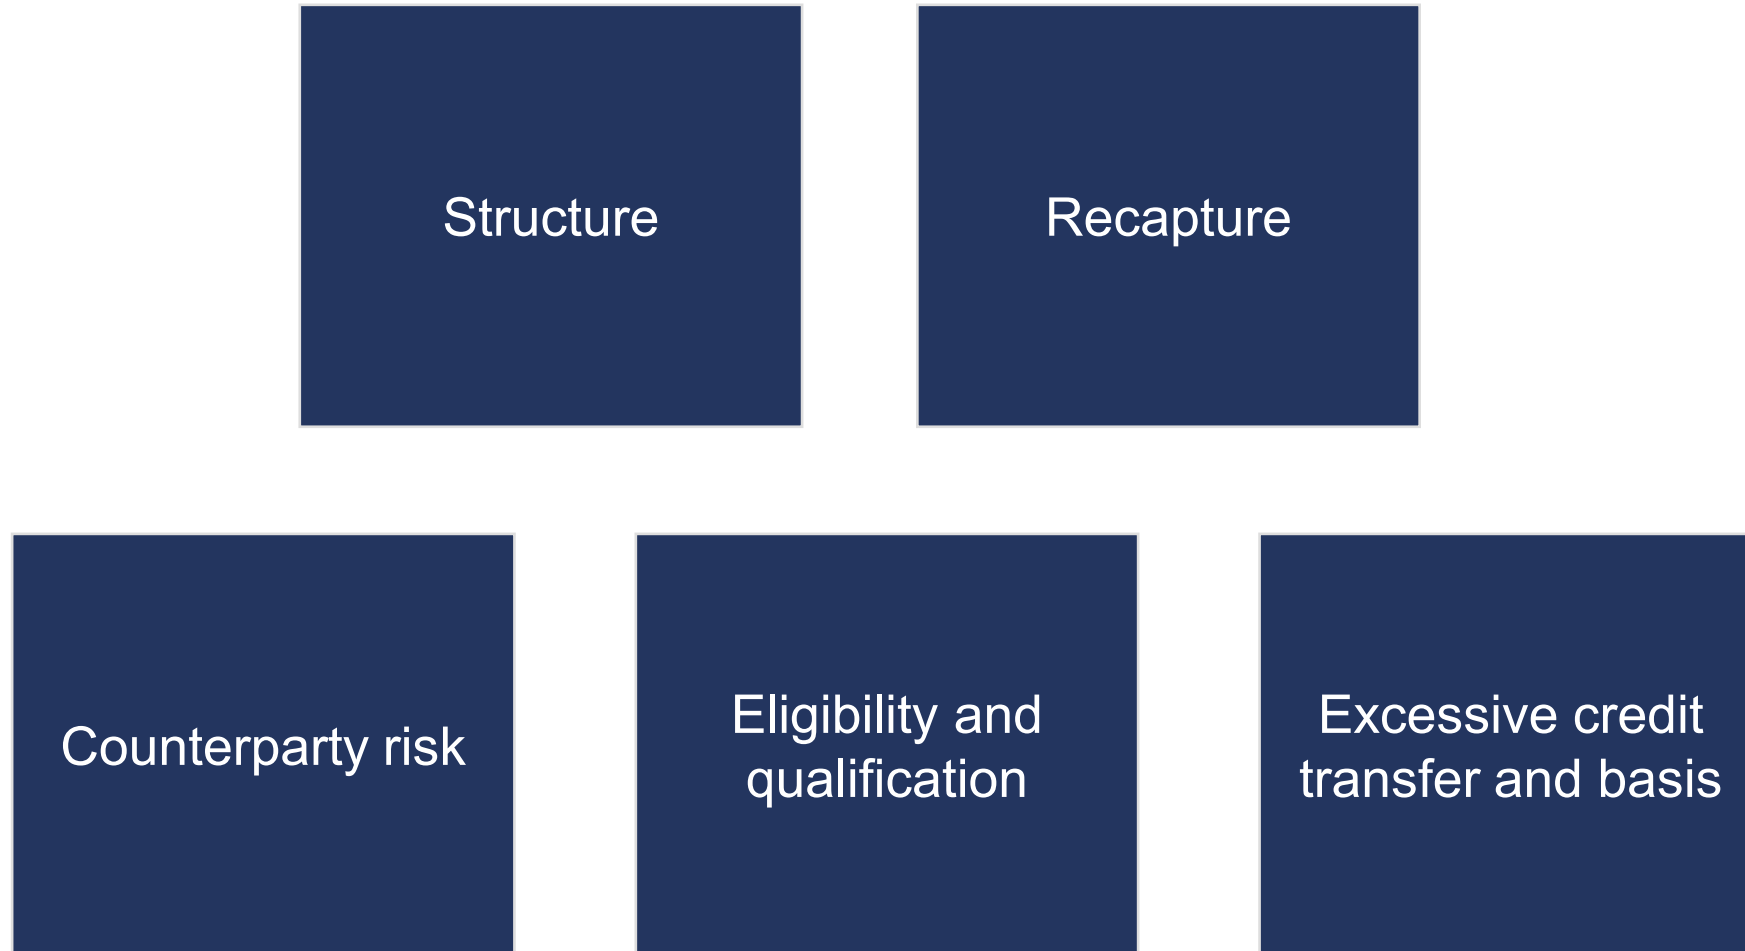 Structure
Recapture
Counterparty risk
Eligibility and
qualification
Excessive credit
transfer and basis